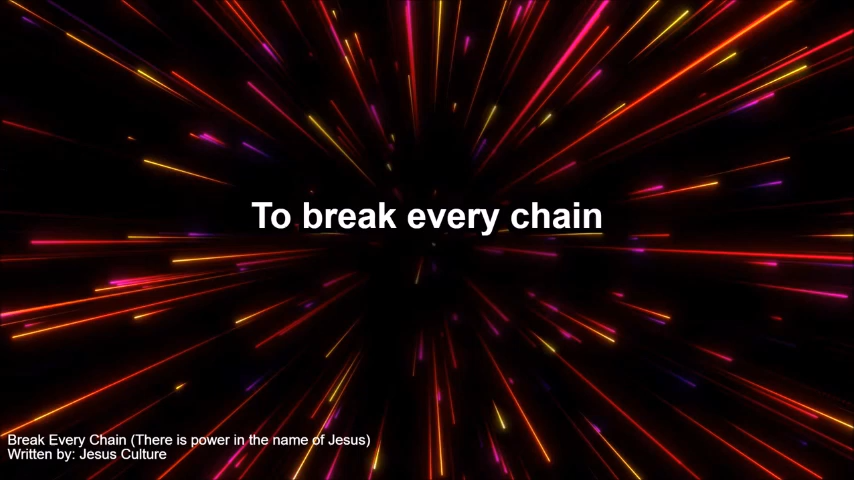 To break every chain
Break Every Chain (There is power in the name of Jesus)
Written by: Jesus Culture